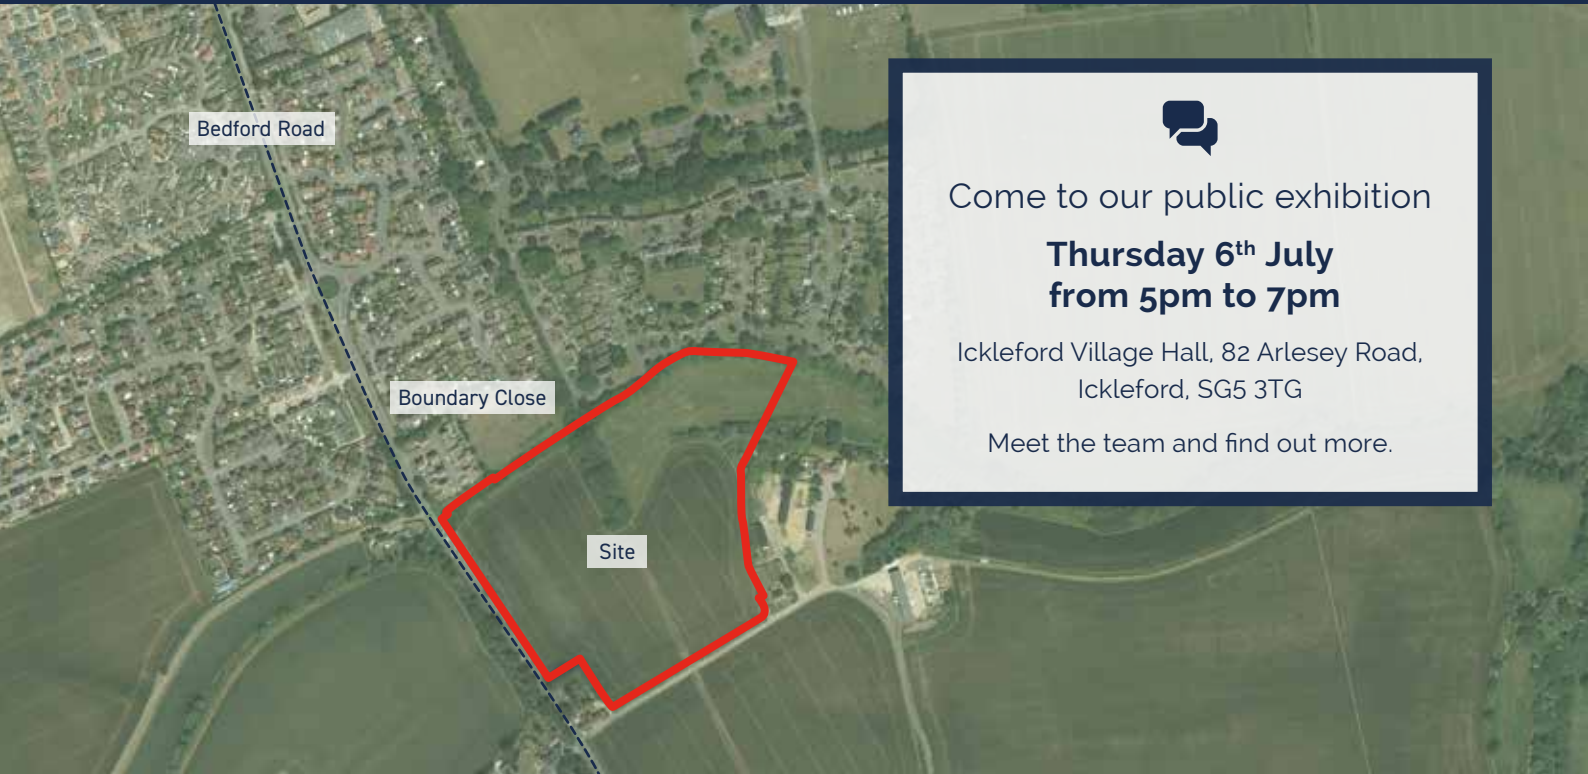 Bedford Road
Boundary Close
Site
Come to our public exhibition
Thursday 6th July
from 5pm to 7pm
Ickleford Village Hall, 82 Arlesey Road,
Ickleford, SG5 3TG
Meet the team and find out more.